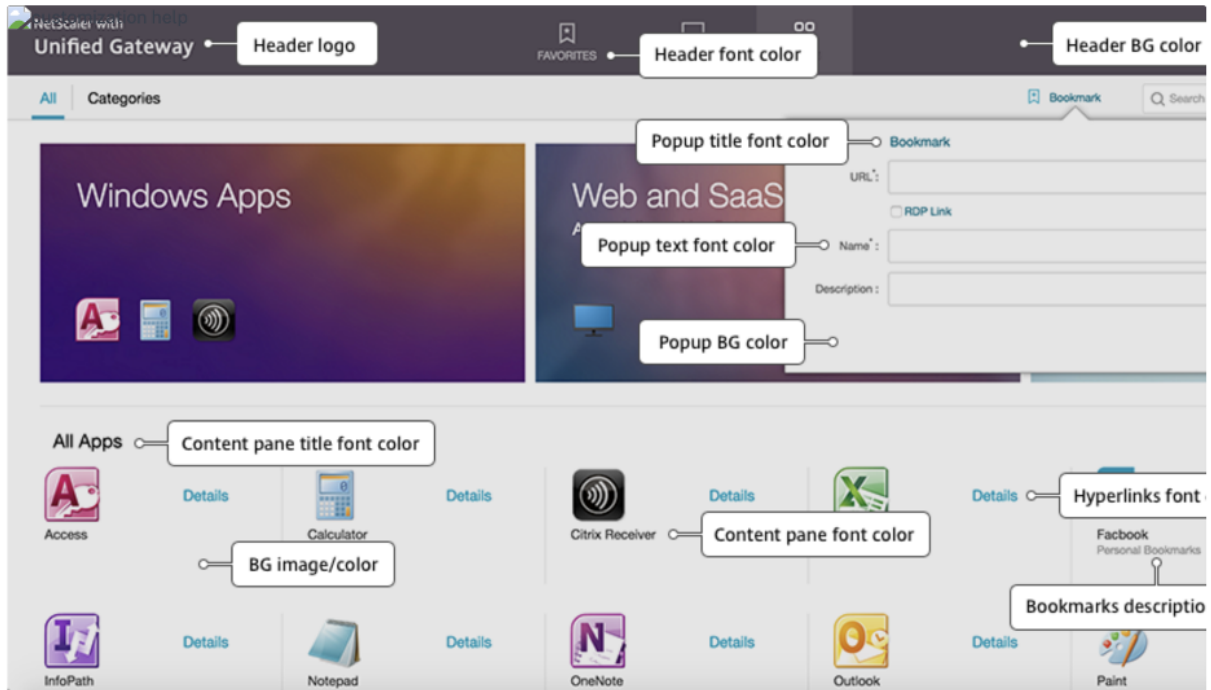 customization help
NetScaler with
Unified Gateway
Header logo
FAVORITES
Header font color
Header BG color
All
Categories
Bookmark
Search
Popup title font color
Bookmark
URL*:
RDP Link
Windows Apps
Web and SaaS
A
Popup text font color
Name*:
Description :
Popup BG color
All Apps
Content pane title font color
Details
Details
Details
Details
Hyperlinks font
Access
Calculator
Citrix Receiver
Content pane font color
Facbook
Personal Bookmarks
BG image/color
Bookmarks descriptio
Details
Details
Details
Details
InfoPath
Notepad
OneNote
Outlook
Paint